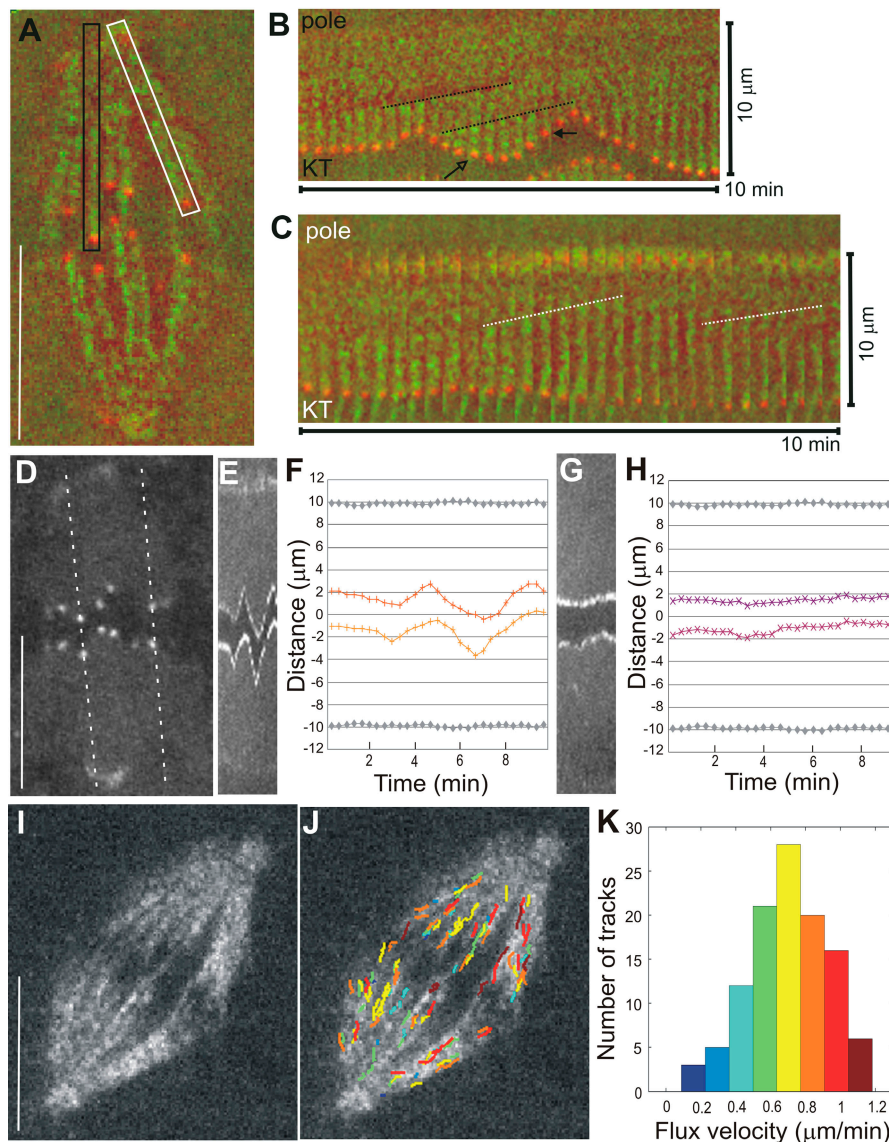 A
B
pole
KT
10 μm
10 min
C
pole
KT
10 μm
10 min
D
E
F
12
10
8
6
4
2
0
-2
-4
-6
-8
-10
-12
Distance (μm)
2 4 6 8
Time (min)
G
H
12
10
8
6
4
2
0
-2
-4
-6
-8
-10
-12
Distance (μm)
2 4 6 8
Time (min)
I
J
K
30
25
20
15
10
5
0
Number of tracks
0 0.2 0.4 0.6 0.8 1 1.2
Flux velocity (μm/min)